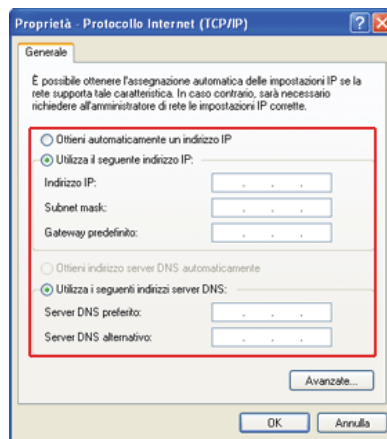 Proprietà - Protocollo Internet (TCP/IP)
Generale
È possibile ottenere l'assegnazione automatica delle impostazioni IP se la
rete supporta tale caratteristica. In caso contrario, sarà necessario
richiedere all'amministratore di rete le impostazioni IP corrette.
Ottieni automaticamente un indirizzo IP
Utilizza il seguente indirizzo IP:
Indirizzo IP:
Subnet mask:
Gateway predefinito:
Ottieni indirizzo server DNS automaticamente
Utilizza i seguenti indirizzi server DNS:
Server DNS preferito:
Server DNS alternativo:
Avanzate...
OK Annulla